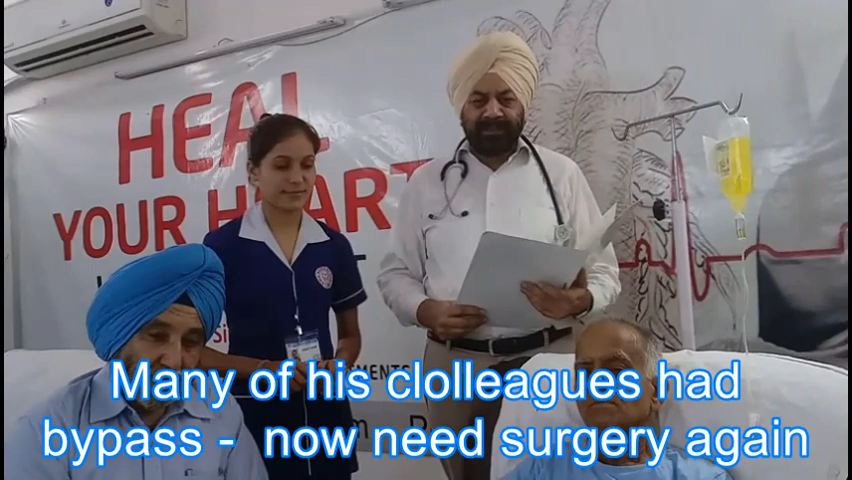 HEAL
YOUR HEART
Many of his clolleagues had
bypass - now need surgery again